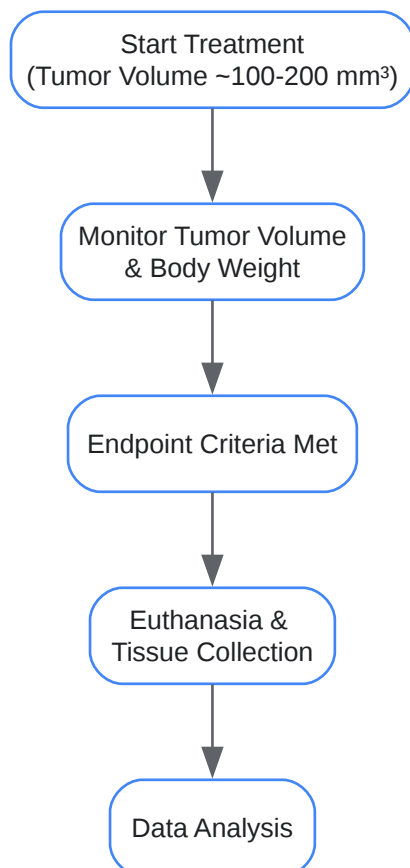 Start Treatment
(Tumor Volume ~100-200 mm³)
Monitor Tumor Volume
& Body Weight
Endpoint Criteria Met
Euthanasia &
Tissue Collection
Data Analysis